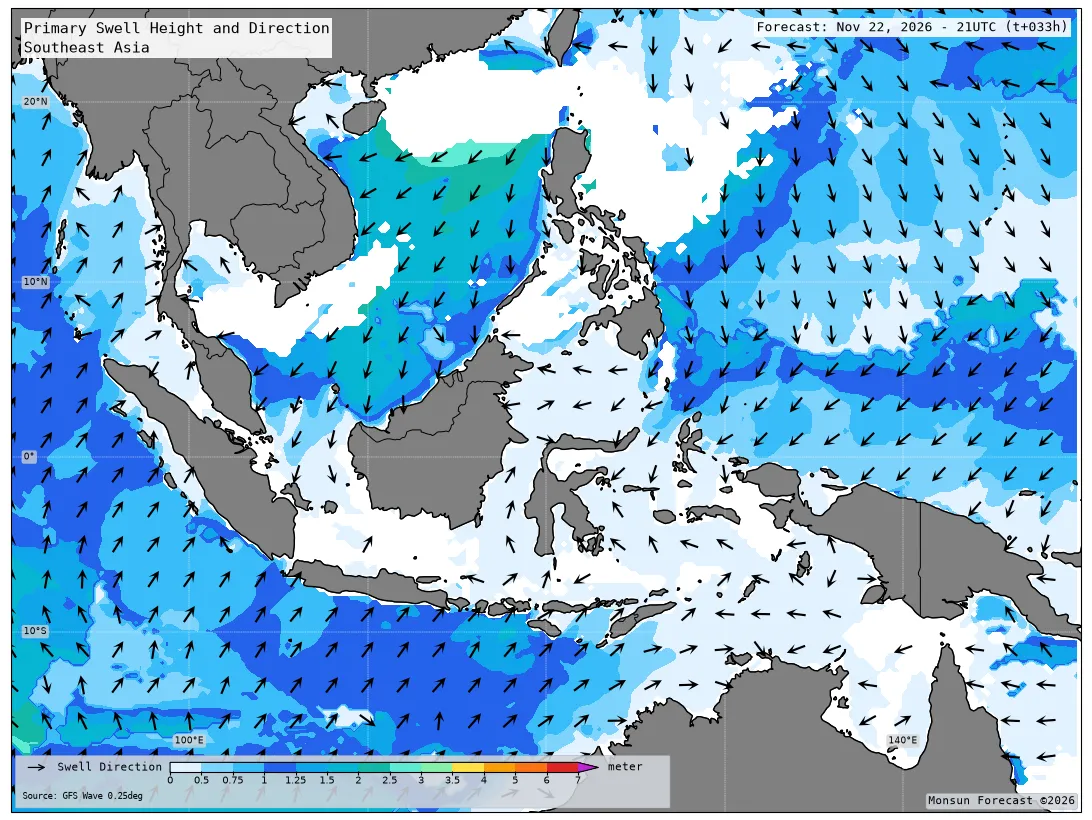 Primary Swell Height and Direction
Southeast Asia
Forecast: Nov 22, 2026 - 21UTC (t+033h)
20°N
10°N
0°
10°S
100°E
140°E
Swell Direction
meter
0 0.5 0.75 1 1.25 1.5 2 2.5 3 3.5 4 5 6 7
Source: GFS Wave 0.25deg
Monsun Forecast ©2026